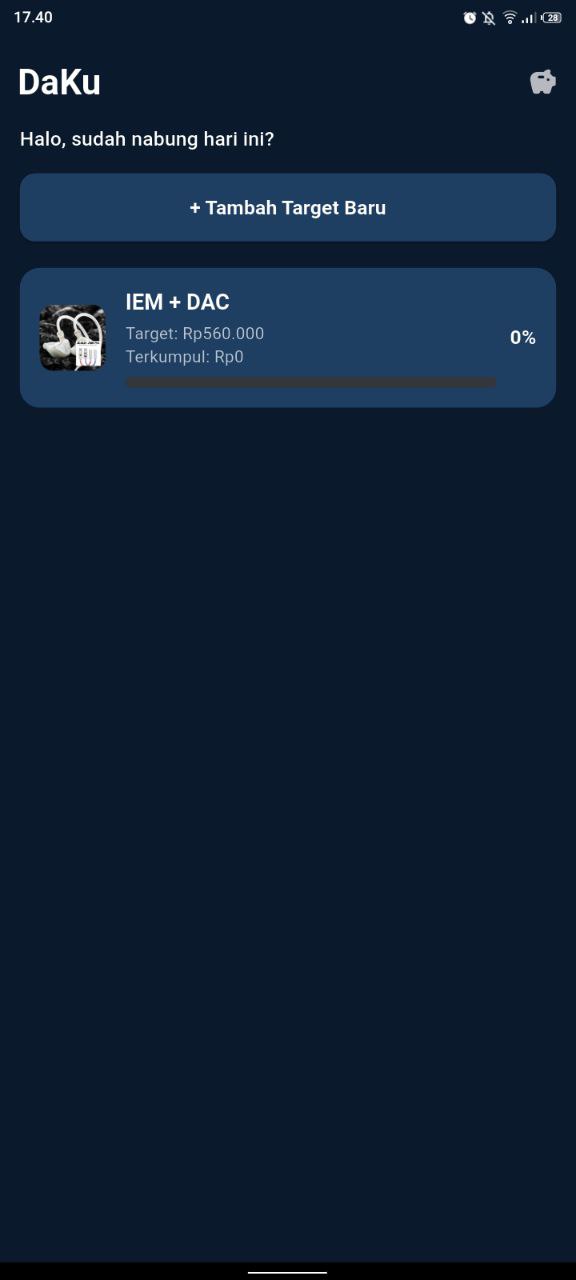 17.40
28
DaKu
Halo, sudah nabung hari ini?
+ Tambah Target Baru
IEM + DAC
Target: Rp560.000
Terkumpul: Rp0
0%